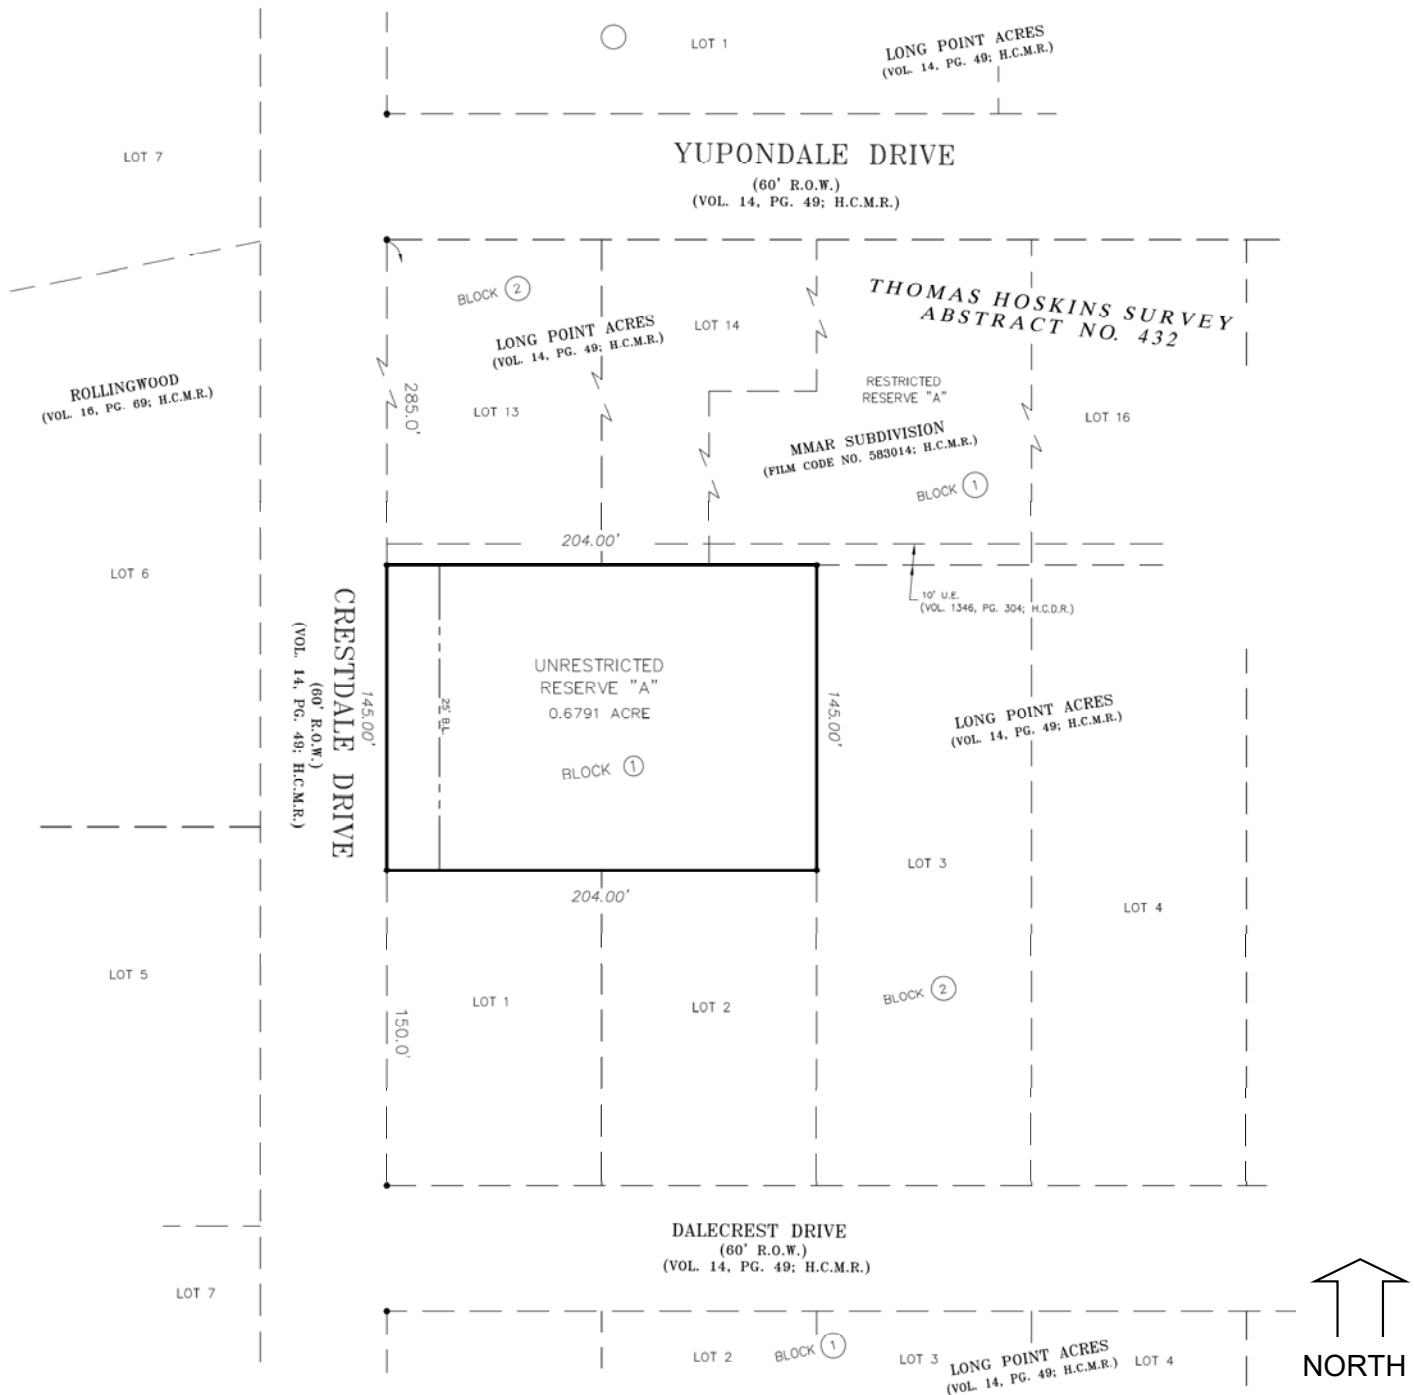 LOT 1
LONG POINT ACRES
(VOL. 14, PG. 49; H.C.M.R.)
LOT 7
YUPONDALE DRIVE
(60' R.O.W.)
(VOL. 14, PG. 49; H.C.M.R.)
BLOCK 2
LONG POINT ACRES
(VOL. 14, PG. 49; H.C.M.R.)
LOT 14
THOMAS HOSKINS SURVEY
ABSTRACT NO. 432
ROLLINGWOOD
(VOL. 16, PG. 69; H.C.M.R.)
285.0'
LOT 13
RESTRICTED
RESERVE "A"
LOT 16
MMAR SUBDIVISION
(FILM CODE NO. 583014; H.C.M.R.)
BLOCK 1
204.00'
LOT 6
10' U.E.
(VOL. 1346, PG. 304; H.C.D.R.)
CRESTDALE DRIVE
(60' R.O.W.)
(VOL. 14, PG. 49; H.C.M.R.)
145.00'
25' B.L.
UNRESTRICTED
RESERVE "A"
0.6791 ACRE
BLOCK 1
145.00'
LONG POINT ACRES
(VOL. 14, PG. 49; H.C.M.R.)
LOT 3
204.00'
LOT 4
LOT 5
LOT 1
LOT 2
BLOCK 2
150.0'
DALECREST DRIVE
(60' R.O.W.)
(VOL. 14, PG. 49; H.C.M.R.)
LOT 7
LOT 2
BLOCK 1
LOT 3
LONG POINT ACRES
(VOL. 14, PG. 49; H.C.M.R.)
LOT 4
NORTH